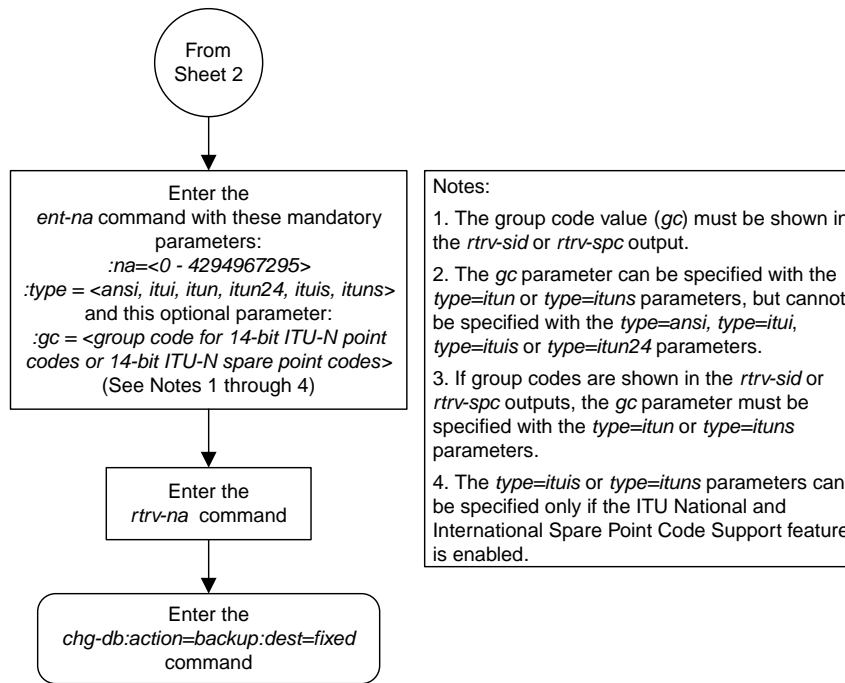 From
Sheet 2
Enter the
ent-na command with these mandatory
parameters:
:na=<0 - 4294967295>
:type = <ansi, itui, itun, itun24, ituis, ituns>
and this optional parameter:
:gc = <group code for 14-bit ITU-N point
codes or 14-bit ITU-N spare point codes>
(See Notes 1 through 4)
Enter the
rtrv-na command
Enter the
chg-db:action=backup:dest=fixed
command
Notes:
1. The group code value (gc) must be shown in
the rtrv-sid or rtrv-spc output.
2. The gc parameter can be specified with the
type=itun or type=ituns parameters, but cannot
be specified with the type=ansi, type=itui,
type=ituis or type=itun24 parameters.
3. If group codes are shown in the rtrv-sid or
rtrv-spc outputs, the gc parameter must be
specified with the type=itun or type=ituns
parameters.
4. The type=ituis or type=ituns parameters can
be specified only if the ITU National and
International Spare Point Code Support feature
is enabled.